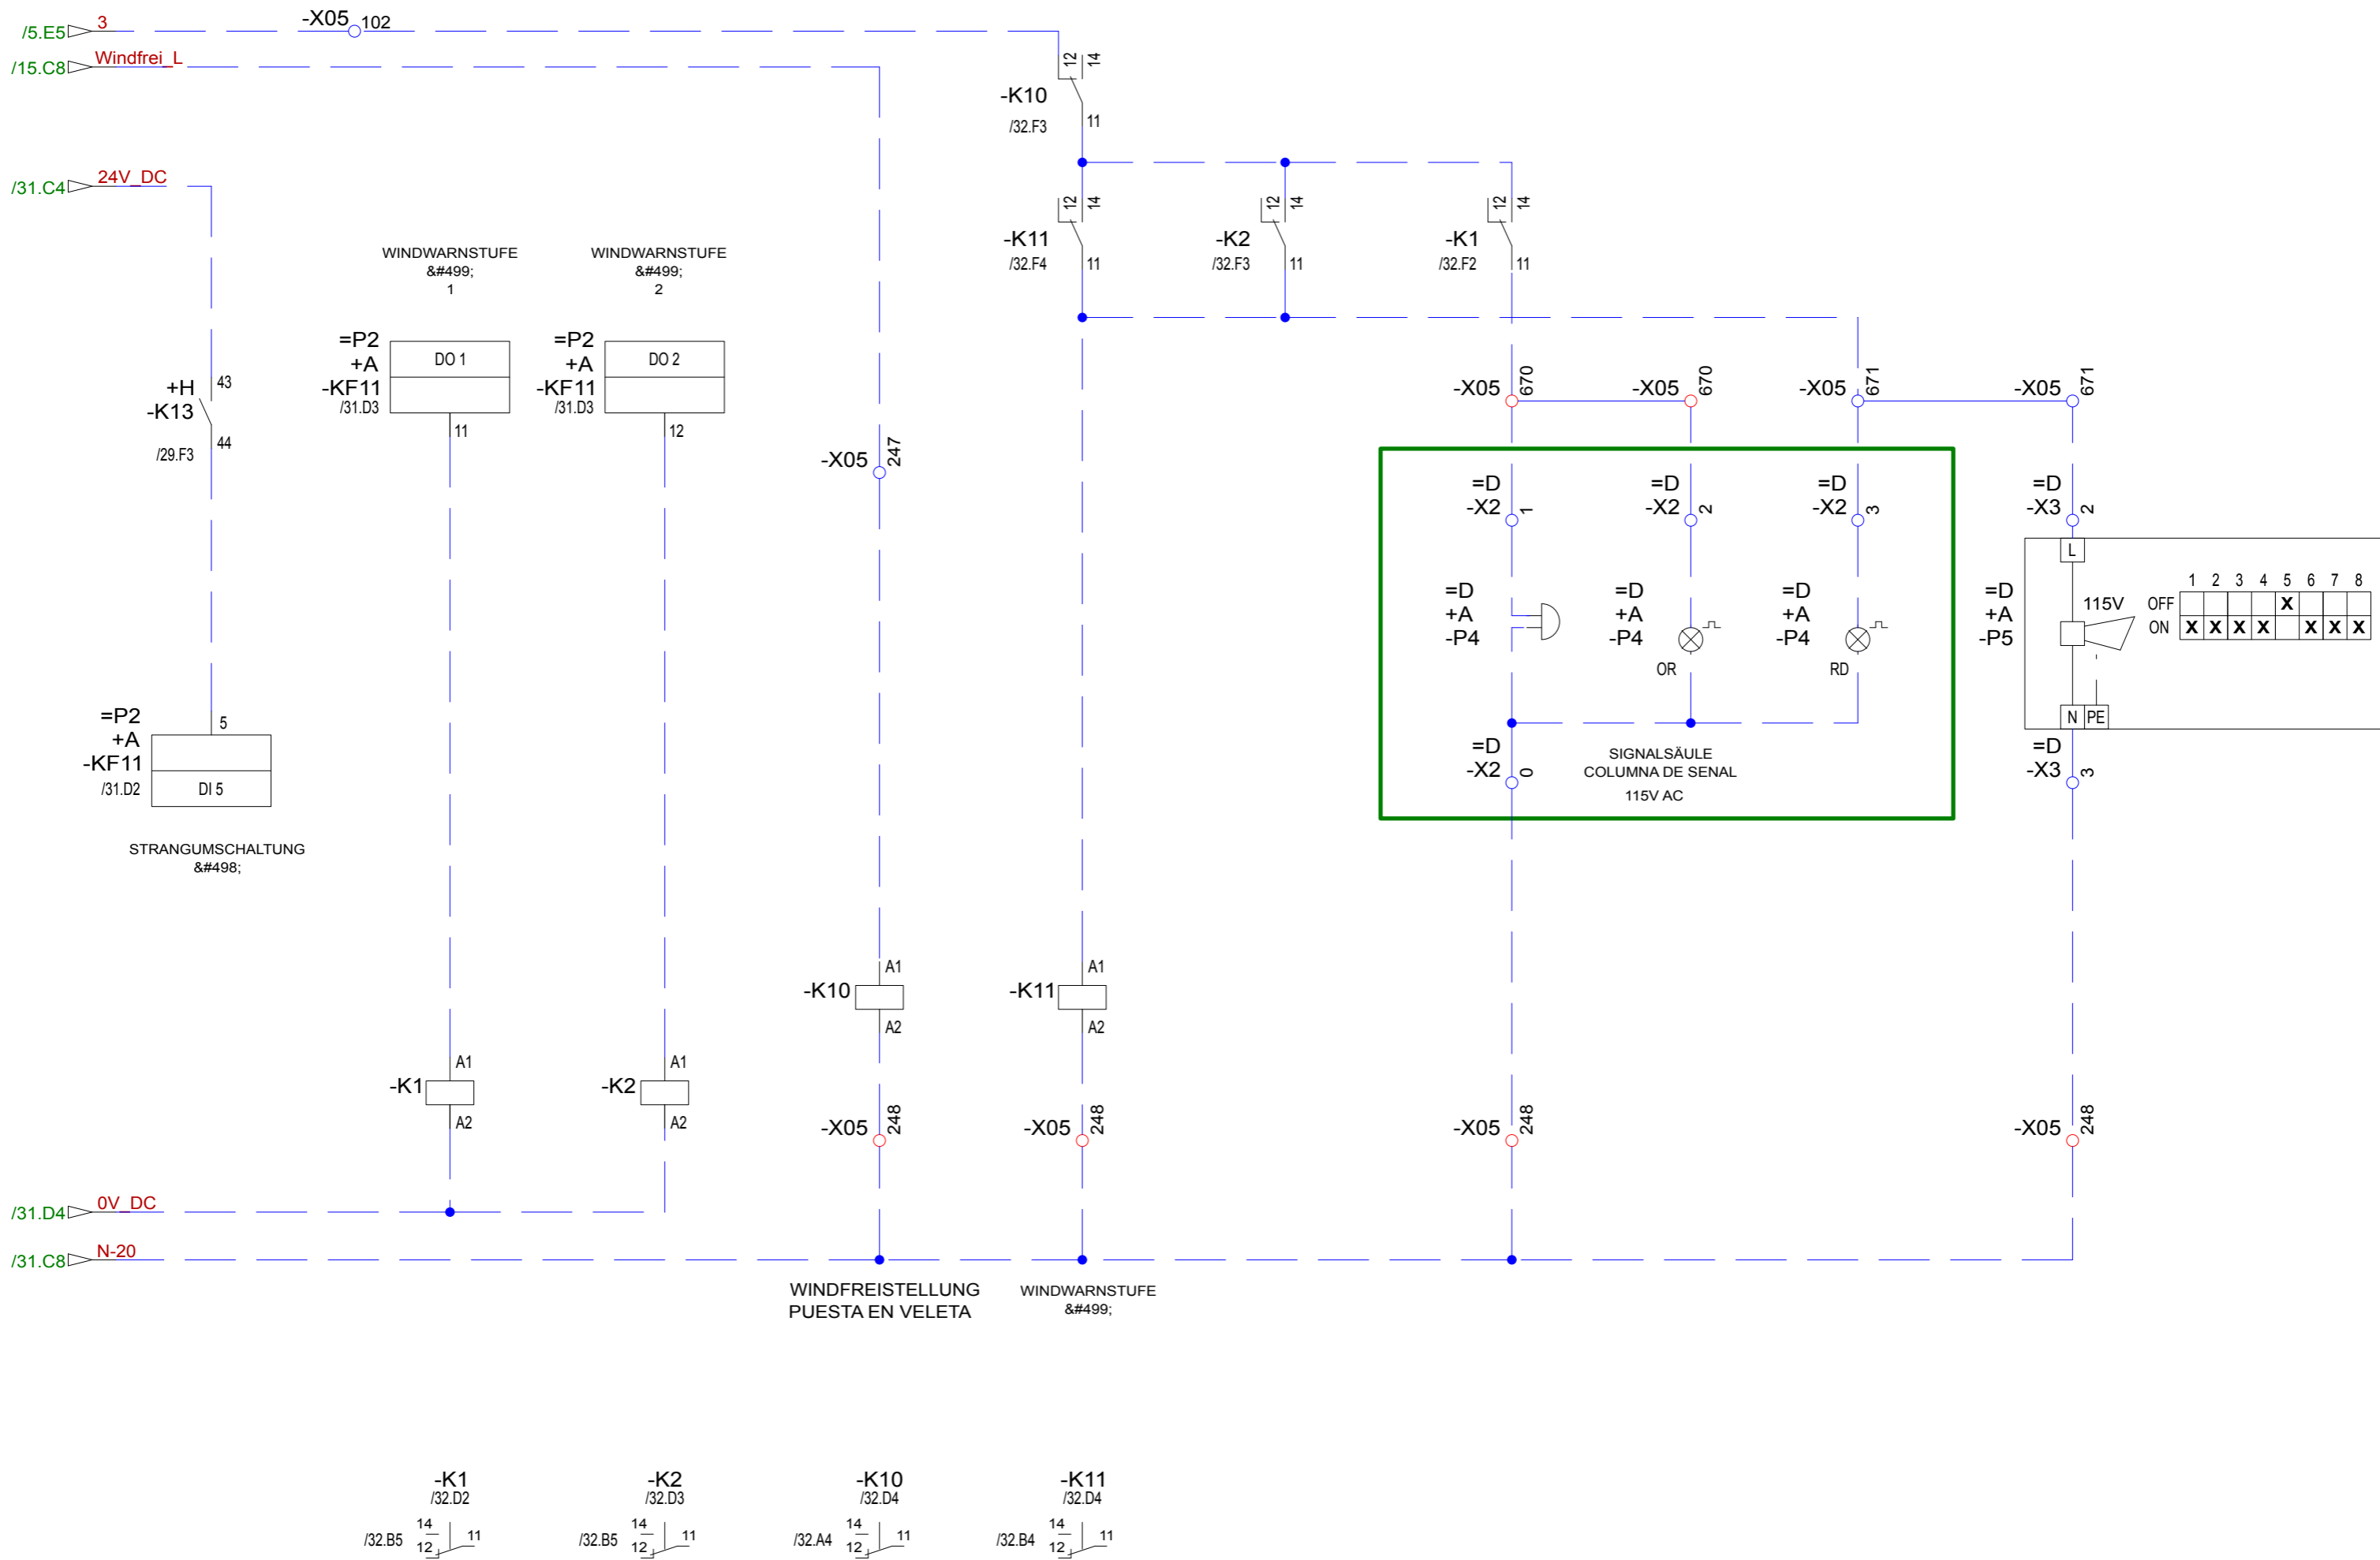 /5.E5 3 -X05 102
/15.C8 Windfrei_L
12 14
-K10
/32.F3 11
/31.C4 24V_DC
12 14
-K11
/32.F4 11
12 14
-K2
/32.F3 11
12 14
-K1
/32.F2 11
WINDWARNSTUFE
&#499;
1
WINDWARNSTUFE
&#499;
2
=P2
+A
-KF11
/31.D3
DO 1
11
=P2
+A
-KF11
/31.D3
DO 2
12
+H
-K13
/29.F3
43
44
-X05 247
-X05 670
-X05 670
-X05 671
-X05 671
=D
-X2 1
=D
-X2 2
=D
-X2 3
=D
-X3 2
=D
+A
-P4
=D
+A
-P4
OR
=D
+A
-P4
RD
=D
+A
-P5
L
115V
N PE
1 2 3 4 5 6 7 8
OFF X
ON X X X X X X X
=D
-X2 0
SIGNALSÄULE
COLUMNA DE SENAL
115V AC
=D
-X3 3
=P2
+A
-KF11
/31.D2
5
DI 5
STRANGUMSCHALTUNG
&#498;
A1
-K10
A2
A1
-K11
A2
A1
-K1
A2
A1
-K2
A2
-X05 248
-X05 248
-X05 248
-X05 248
/31.D4 0V_DC
/31.C8 N-20
WINDFREISTELLUNG
PUESTA EN VELETA
WINDWARNSTUFE
&#499;
-K1
/32.D2
14
/32.B5 12 11
-K2
/32.D3
14
/32.B5 12 11
-K10
/32.D4
14
/32.A4 12 11
-K11
/32.D4
14
/32.B4 12 11